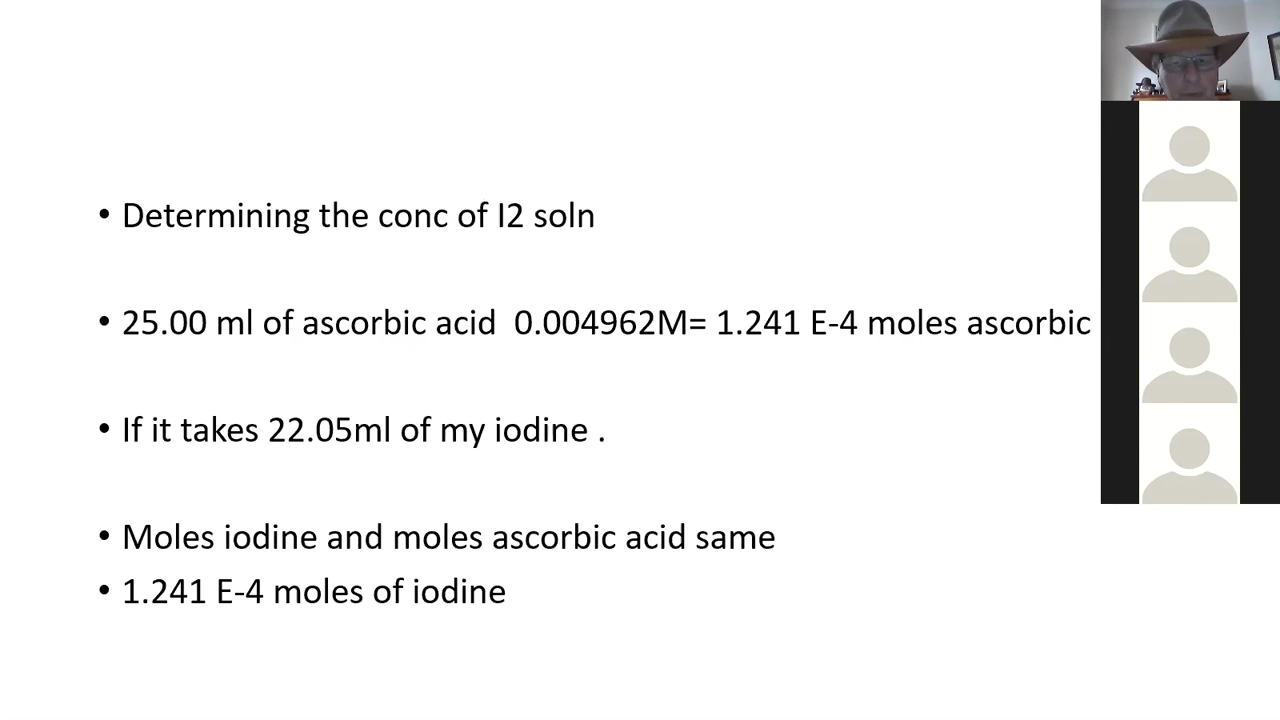 • Determining the conc of I2 soln
• 25.00 ml of ascorbic acid  0.004962M= 1.241 E-4 moles ascorbic
• If it takes 22.05ml of my iodine .
• Moles iodine and moles ascorbic acid same
• 1.241 E-4 moles of iodine